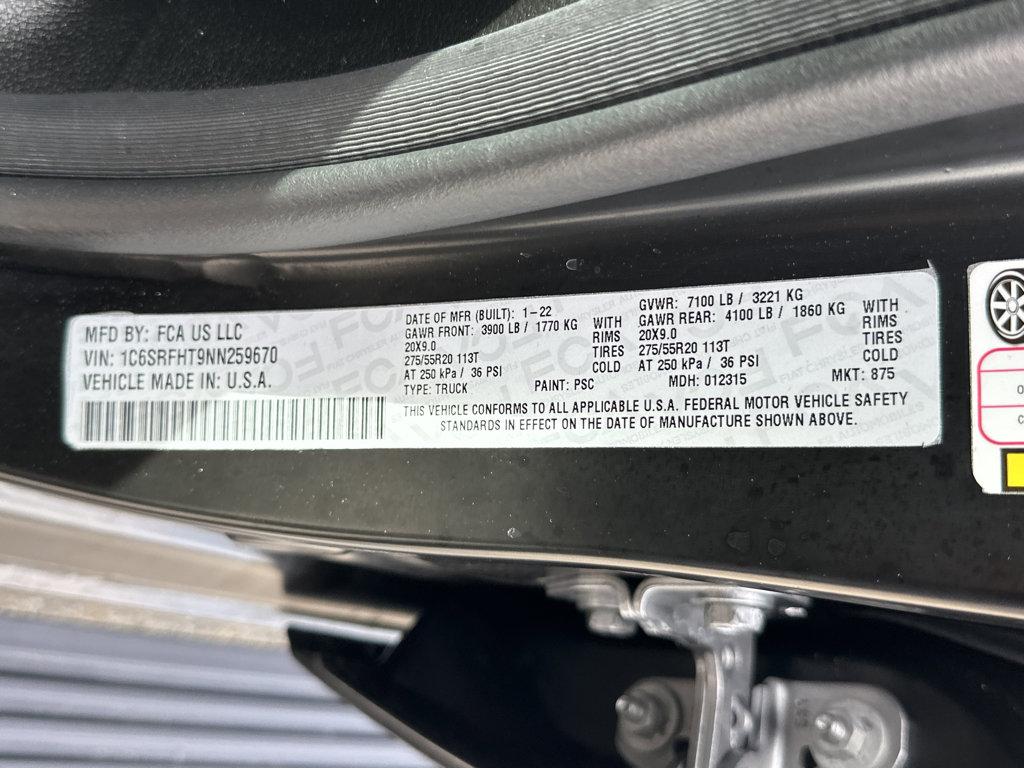 MFD BY: FCA US LLC
VIN: 1C6SRFHT9NN259670
VEHICLE MADE IN: U.S.A.
DATE OF MFR (BUILT): 1-22
GAWR FRONT: 3900 LB / 1770 KG WITH
20X9.0 RIMS
275/55R20 113T TIRES
AT 250 kPa / 36 PSI COLD
GVWR: 7100 LB / 3221 KG
GAWR REAR: 4100 LB / 1860 KG WITH
20X9.0 RIMS
275/55R20 113T TIRES
AT 250 kPa / 36 PSI COLD
TYPE: TRUCK PAINT: PSC MDH: 012315 MKT: 875
THIS VEHICLE CONFORMS TO ALL APPLICABLE U.S.A. FEDERAL MOTOR VEHICLE SAFETY
STANDARDS IN EFFECT ON THE DATE OF MANUFACTURE SHOWN ABOVE.